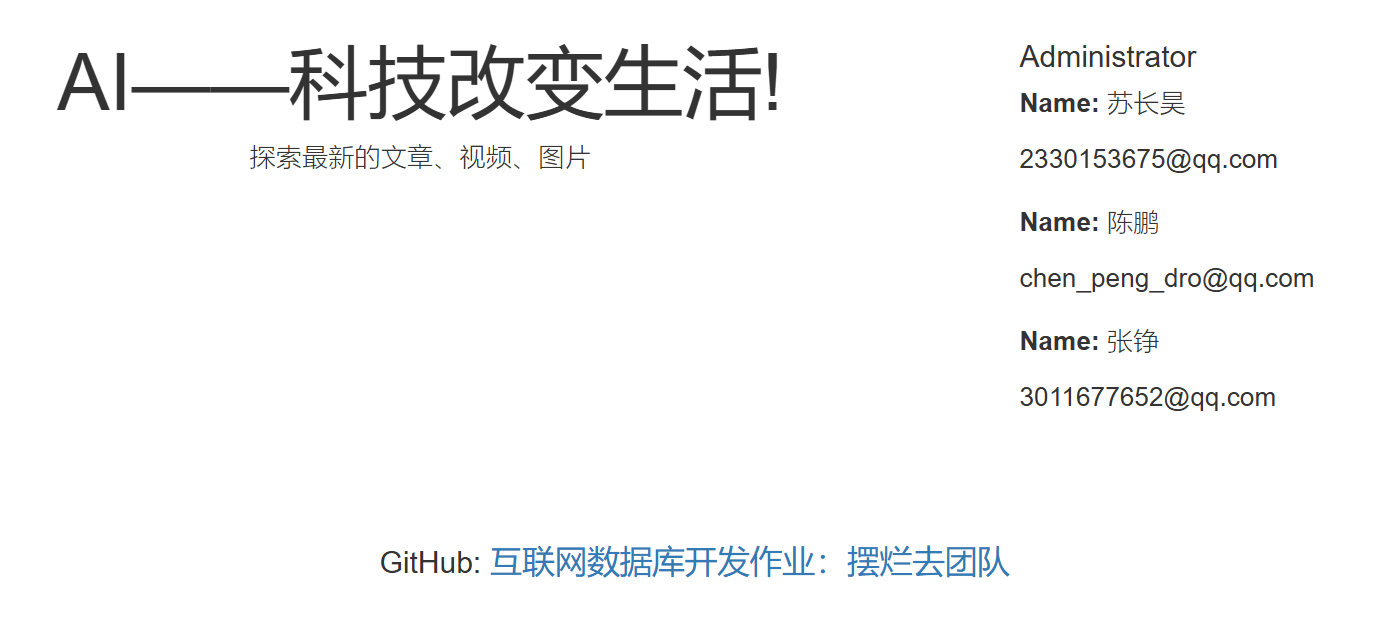 AI——科技改变生活!
探索最新的文章、视频、图片
Administrator
Name: 苏长昊
2330153675@qq.com
Name: 陈鹏
chen_peng_dro@qq.com
Name: 张铮
3011677652@qq.com
GitHub: 互联网数据库开发作业：摆烂去团队